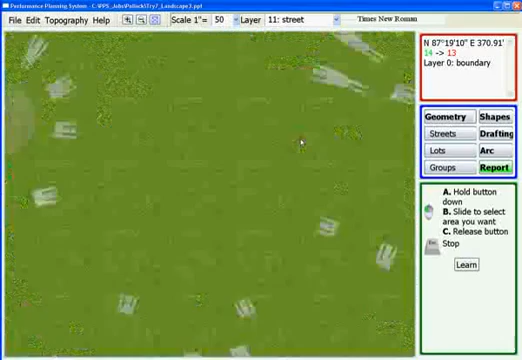 Performance Planning System - C:\PPS_Jobs\Pollock\Try7_Landscape3.ppt
File Edit Topography Help Scale 1"= 50 Layer 11: street Times New Roman
N 87°19'10" E 370.91'
14 -> 13
Layer 0: boundary
Geometry Shapes
Streets Drafting
Lots Arc
Groups Report
A. Hold button down
B. Slide to select area you want
C. Release button
Stop
Learn